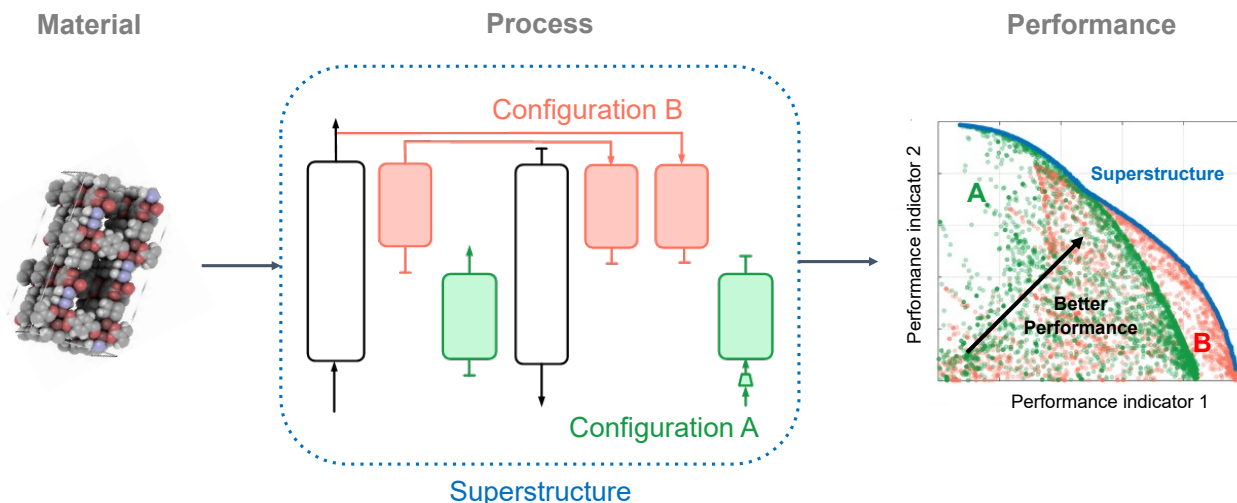 Material
Process
Performance
Configuration B
Configuration A
Superstructure
Performance indicator 2
A
Superstructure
Better
Performance
B
Performance indicator 1